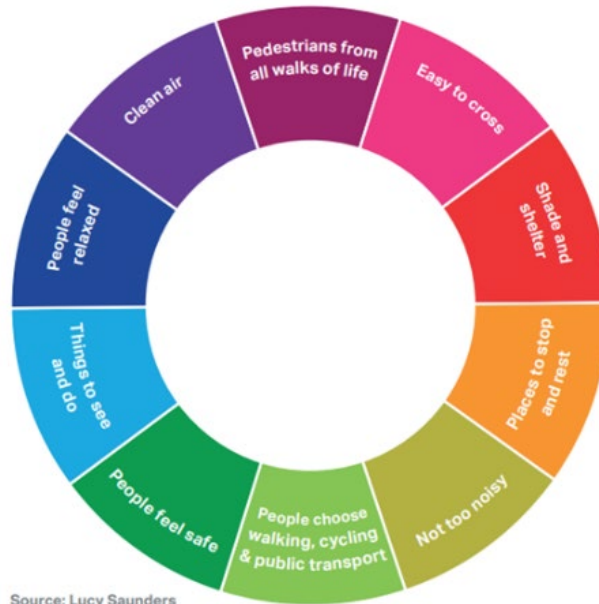 Pedestrians from
all walks of life
Easy to cross
Shade and
shelter
Places to stop
and rest
Not too noisy
People choose
walking, cycling
& public transport
People feel safe
Things to see
and do
People feel
relaxed
Clean air
Source: Lucy Saunders